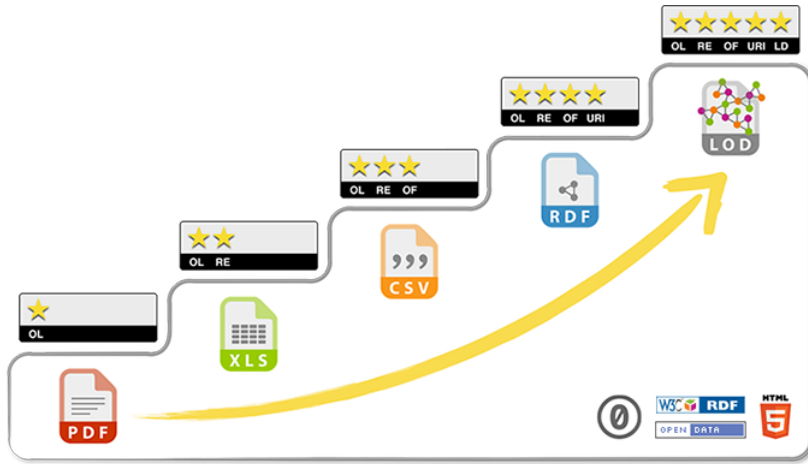 OL RE OF URI LD
LOD
OL RE OF URI
RDF
OL RE OF
CSV
OL RE
XLS
OL
PDF
0
W3C RDF
OPEN DATA
HTML
5